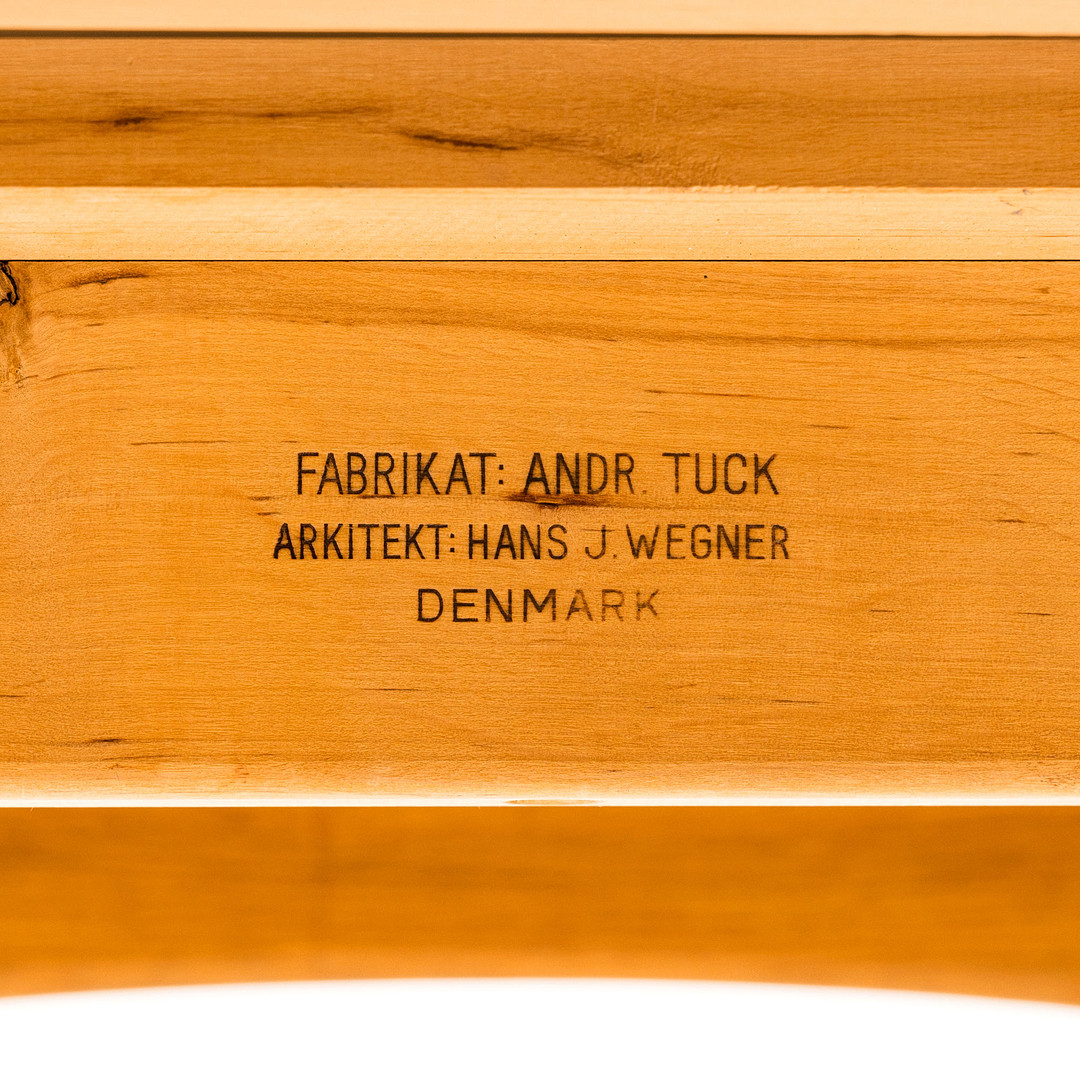 FABRIKAT: ANDR. TUCK
ARKITEKT: HANS J. WEGNER
DENMARK